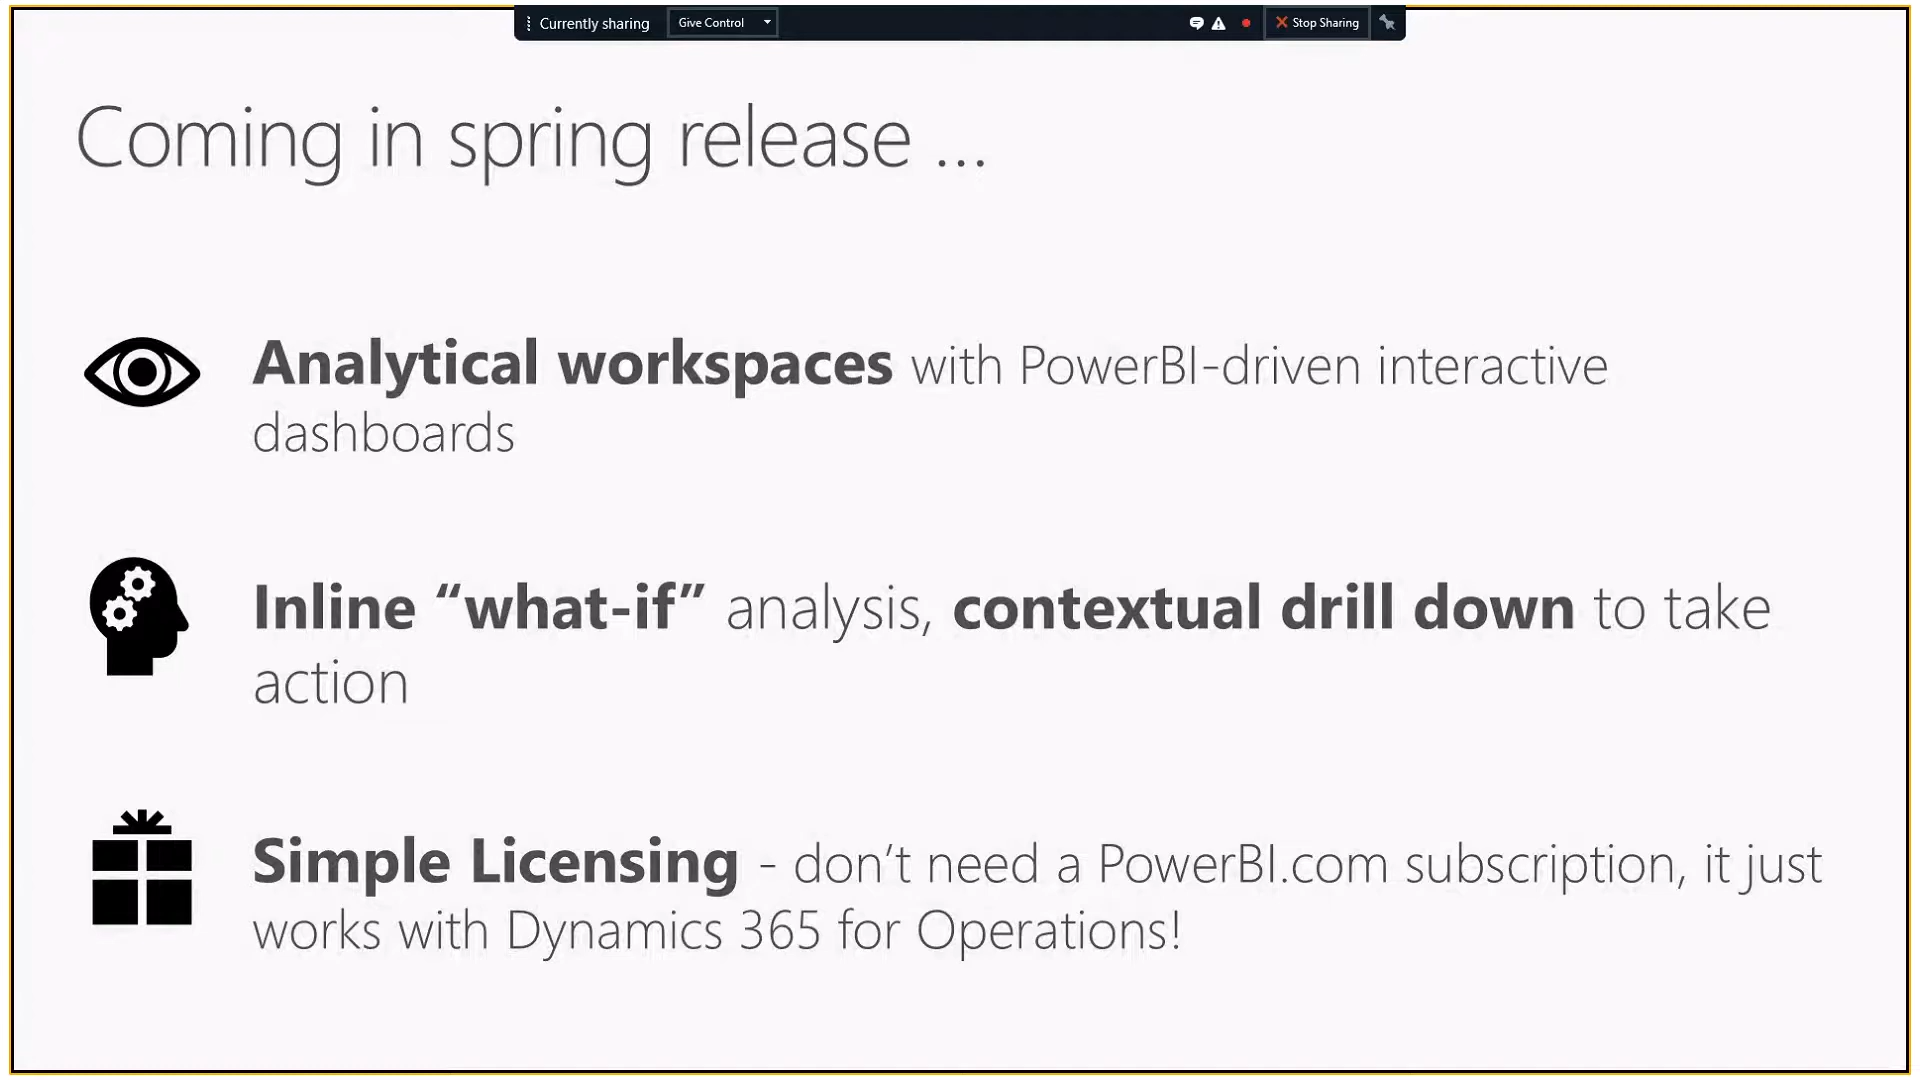 Currently sharing Give Control Stop Sharing
Coming in spring release ...
Analytical workspaces with PowerBI-driven interactive
dashboards
Inline “what-if” analysis, contextual drill down to take
action
Simple Licensing - don’t need a PowerBI.com subscription, it just
works with Dynamics 365 for Operations!